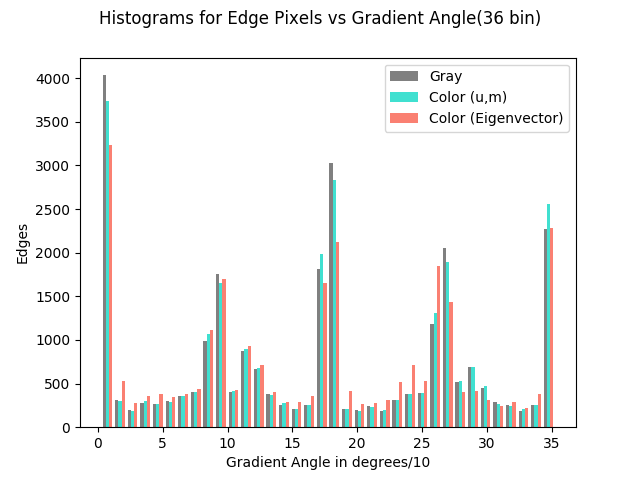 Histograms for Edge Pixels vs Gradient Angle(36 bin)
Gray
Color (u,m)
Color (Eigenvector)
4000
3500
3000
2500
2000
1500
1000
500
0
Edges
0 5 10 15 20 25 30 35
Gradient Angle in degrees/10